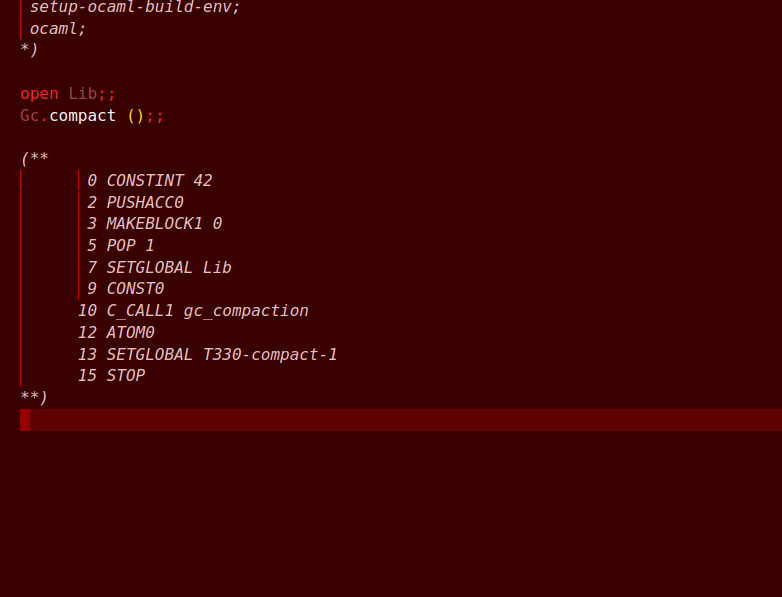 setup-ocaml-build-env;
ocaml;
*)
open Lib;;
Gc.compact ();;
(**
0 CONSTINT 42
2 PUSHACC0
3 MAKEBLOCK1 0
5 POP 1
7 SETGLOBAL Lib
9 CONST0
10 C_CALL1 gc_compaction
12 ATOM0
13 SETGLOBAL T330-compact-1
15 STOP
**)